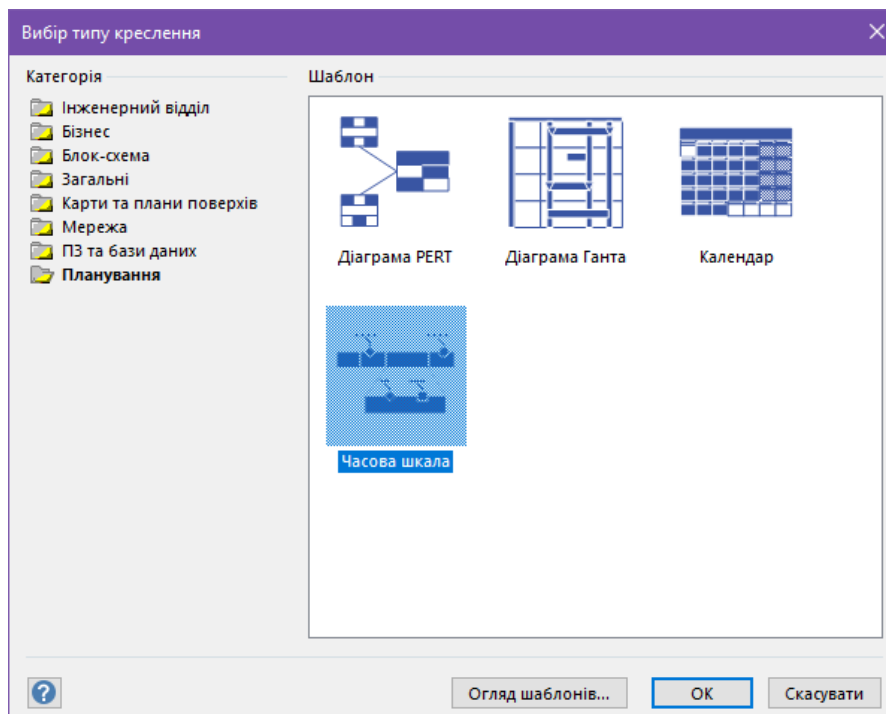 Вибір типу креслення
Категорія
Інженерний відділ
Бізнес
Блок-схема
Загальні
Карти та плани поверхів
Мережа
ПЗ та бази даних
Планування
Шаблон
Діаграма PERT
Діаграма Ганта
Календар
Часова шкала
?
Огляд шаблонів...
ОК
Скасувати